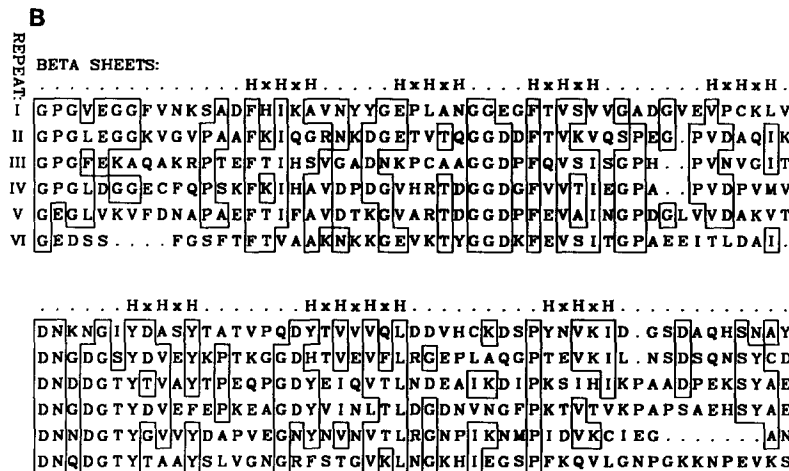 B
REPEAT:
BETA SHEETS:
. . . . . . . . . . . . . HxHxH . . . . . HxHxH . . . . HxHxH . . . . . . . HxHxH .
I GPGVEGGFVNKSADFHIKAVNYYGEPLANGGEGFTVSVVGADGVEVPCKLV
II GPGLEGGKVGVPAAFKIQGRNKDGETVTQGGDDFTVKVQSPEG.PVDAQIK
III GPGFEKAQAKRPTEFTIHSVGADNKPCAAGGDPFQVSISGPH..PVNVGIT
IV GPGLDGGECFQPSKFKIHAVDPDGVHRTDGGDGFVVTIEGPA..PVDPVMV
V GEGLVKVFDNAPAEFTIFAVDTKGVARTDGGDPFEVAINGPDGLVVDAKVT
VI GEDSS....FGSFTFTVAAKNKKGEVKTYGGDKFEVSITGPAEEITLDAI.
. . . . . . HxHxH . . . . . . . HxHxH . . . . . . . . HxHxH . . . . . . . . . .
DNKNGIYDASYTATVPQDYTVVVQLDDVHCKDSPYNVKID.GSDAQHSNAY
DNGDGSYDVEYKPTKGGDHTVEVFLRGEPLAQGPTEVKIL.NSDSQNSYCD
DNDDGTYTVAYTPEQPGDYEIQVTLNDEAIKDIPKSIHIKPAADPEKSYAE
DNGDGTYDVEFEPKEAGDYVINLTLDGDNVNGFPKTVTVKPAPSAEHSYAE
DNNDGTYGVVYDAPVEGNYNVNVTLRGNPIKNMPIDVKCIEG.......AN
DNQDGTYTAAYSLVGNGRFSTGVKLNGKHIEGSPFKQVLGNPGKKNPEVKS